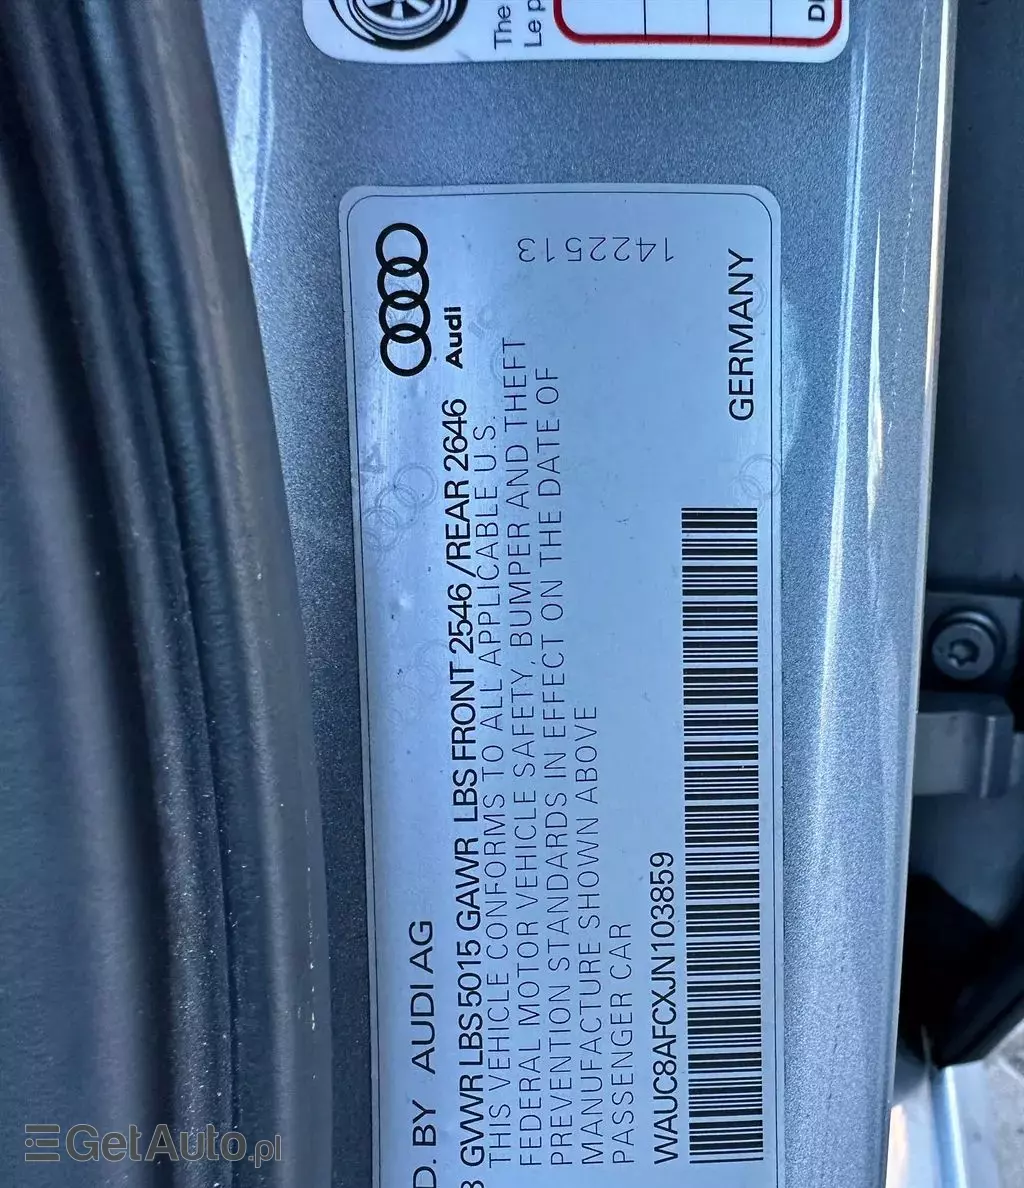 The
Le p
DI
Audi
1422513
D. BY AUDI AG
GWWR LBS 5015 GAWR LBS FRONT 2546 /REAR 2646
THIS VEHICLE CONFORMS TO ALL APPLICABLE U.S.
FEDERAL MOTOR VEHICLE SAFETY, BUMPER AND THEFT
PREVENTION STANDARDS IN EFFECT ON THE DATE OF
MANUFACTURE SHOWN ABOVE
PASSENGER CAR
WAUC8AFCXJN103859
GERMANY
GetAuto.pl